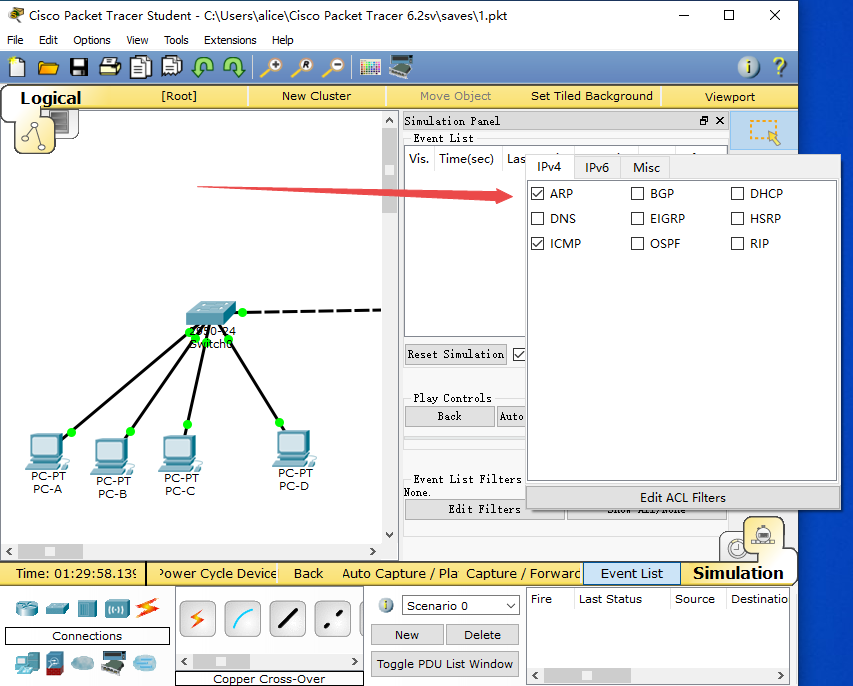 Cisco Packet Tracer Student - C:\Users\alice\Cisco Packet Tracer 6.2sv\saves\1.pkt
File Edit Options View Tools Extensions Help
Logical [Root] New Cluster Move Object Set Tiled Background Viewport
Simulation Panel
Event List
Vis. Time(sec) Las
IPv4 IPv6 Misc
ARP BGP DHCP
DNS EIGRP HSRP
ICMP OSPF RIP
2950-24
Switch0
Reset Simulation
Play Controls
Back Auto
PC-PT
PC-A
PC-PT
PC-B
PC-PT
PC-C
PC-PT
PC-D
Event List Filters
None.
Edit Filters Show All/None
Edit ACL Filters
Time: 01:29:58.139 Power Cycle Device Back Auto Capture / Pla Capture / Forward Event List Simulation
Connections
Copper Cross-Over
Scenario 0
New Delete
Toggle PDU List Window
Fire Last Status Source Destinatio